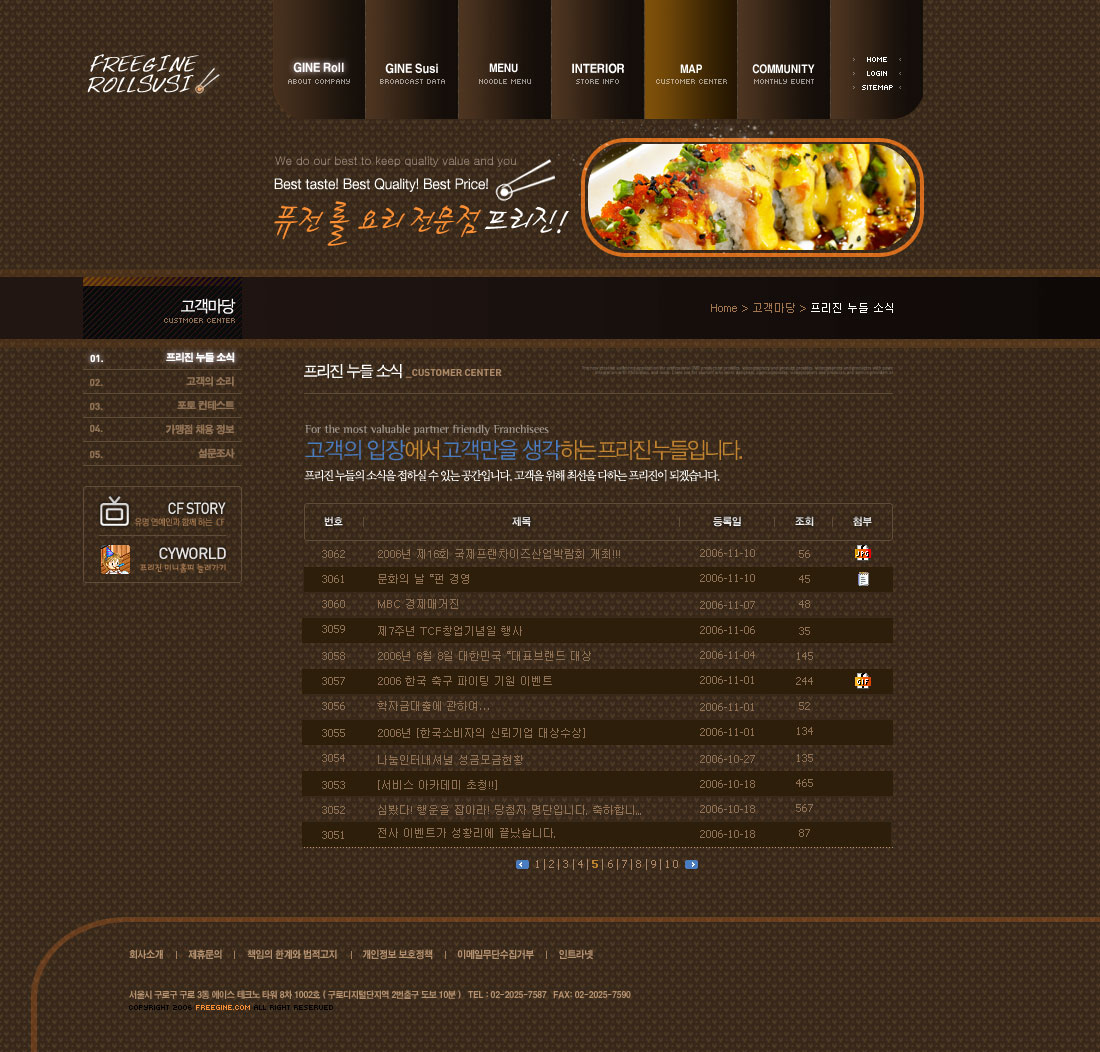 FREEGINE
ROLLSUSI
GINE Roll
ABOUT COMPANY
GINE Susi
BROADCAST DATA
MENU
NOODLE MENU
INTERIOR
STORE INFO
MAP
CUSTOMER CENTER
COMMUNITY
MONTHLY EVENT
HOME
LOGIN
SITEMAP
We do our best to keep quality value and you
Best taste! Best Quality! Best Price!
퓨전 롤 요리 전문점 프리진!
고객마당
CUSTMOER CENTER
Home > 고객마당 > 프리진 누들 소식
01. 프리진 누들 소식
02. 고객의 소리
03. 포토 컨테스트
04. 가맹점 채용 정보
05. 설문조사
CF STORY
유명 연예인과 함께 하는 CF
CYWORLD
프리진 미니홈피 놀러가기
프리진 누들 소식 _CUSTOMER CENTER
For the most valuable partner friendly Franchisees
고객의 입장에서 고객만을 생각하는 프리진 누들입니다.
프리진 누들의 소식을 접하실 수 있는 공간입니다. 고객을 위해 최선을 다하는 프리진이 되겠습니다.
번호 제목 등록일 조회 첨부
3062 2006년 제16회 국제프랜차이즈산업박람회 개최!!! 2006-11-10 56 JPG
3061 문화의 날 "펀 경영 2006-11-10 45
3060 MBC 경제매거진 2006-11-07 48
3059 제7주년 TCF창업기념일 행사 2006-11-06 35
3058 2006년 6월 8일 대한민국 "대표브랜드 대상 2006-11-04 145
3057 2006 한국 축구 파이팅 기원 이벤트 2006-11-01 244 GIF
3056 학자금대출에 관하여... 2006-11-01 52
3055 2006년 [한국소비자의 신뢰기업 대상수상] 2006-11-01 134
3054 나눔인터내셔널 성금모금현황 2006-10-27 135
3053 [서비스 아카데미 초청!!] 2006-10-18 465
3052 심봤다! 행운을 잡아라! 당첨자 명단입니다. 축하합니... 2006-10-18 567
3051 전사 이벤트가 성황리에 끝났습니다. 2006-10-18 87
1|2|3|4|5|6|7|8|9|10
회사소개 | 제휴문의 | 책임의 한계와 법적고지 | 개인정보 보호정책 | 이메일무단수집거부 | 인트라넷
서울시 구로구 구로 3동 에이스 테크노 타워 8차 1002호 ( 구로디지털단지역 2번출구 도보 10분 ) TEL : 02-2025-7587 FAX: 02-2025-7590
COPYRIGHT 2006 FREEGINE.COM ALL RIGHT RESERVED